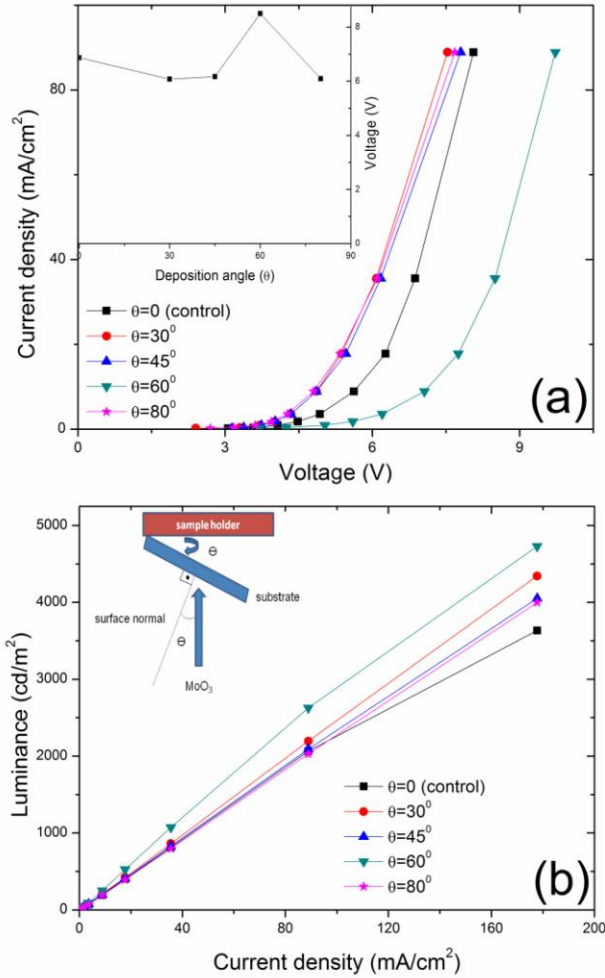 Current density (mA/cm²)
80
40
0
8
6
4
2
0
Voltage (V)
0
30
60
90
Deposition angle (θ)
θ=0 (control)
θ=30⁰
θ=45⁰
θ=60⁰
θ=80⁰
(a)
3
6
9
Voltage (V)
Luminance (cd/m²)
5000
4000
3000
2000
1000
0
sample holder
Θ
substrate
surface normal
Θ
MoO₃
θ=0 (control)
θ=30⁰
θ=45⁰
θ=60⁰
θ=80⁰
(b)
0
40
80
120
160
200
Current density (mA/cm²)